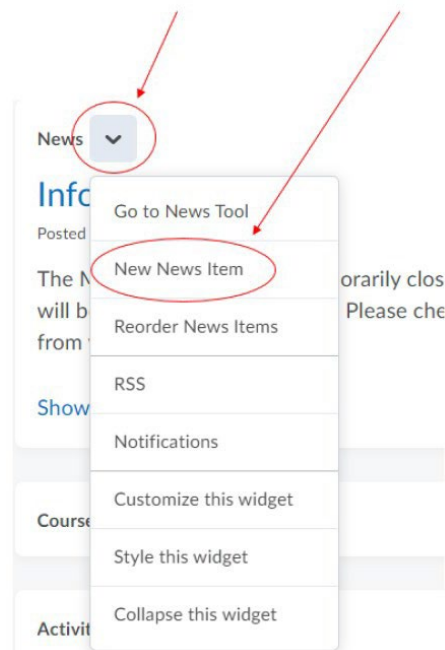 News
Info
Go to News Tool
Posted
New News Item
The
orarily clos
will b
Please che
Reorder News Items
from
RSS
Show
Notifications
Customize this widget
Course
Style this widget
Collapse this widget
Activit